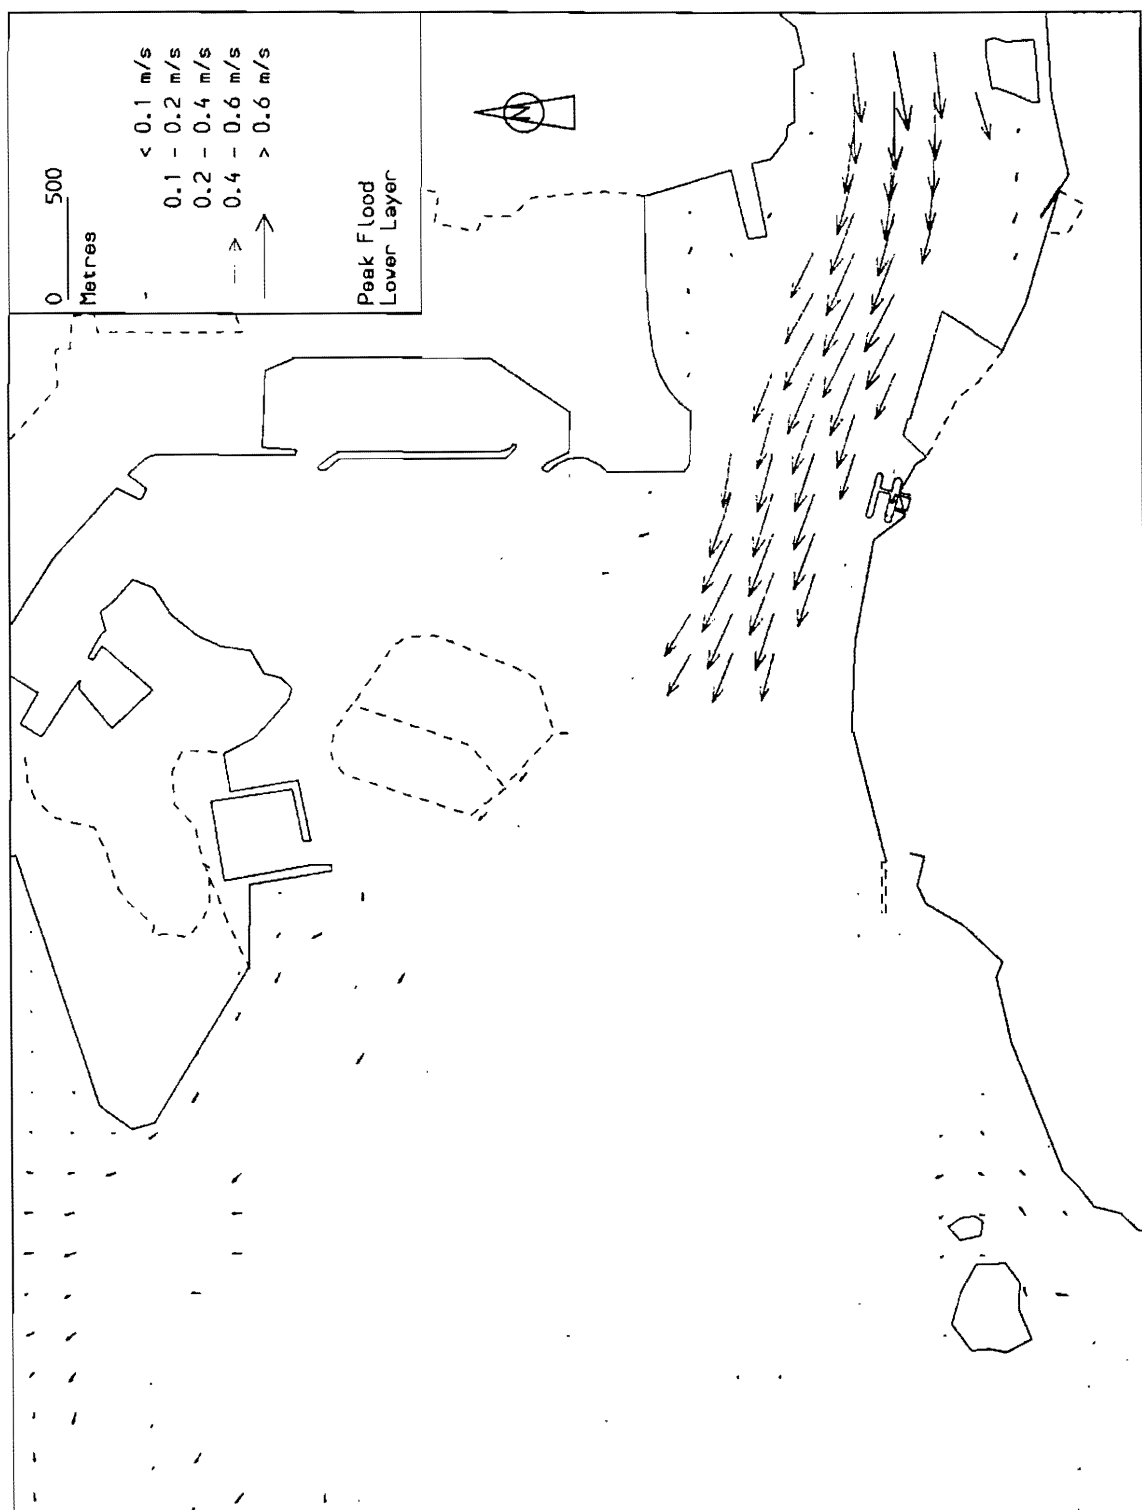 0 500
Metres
< 0.1 m/s
0.1 - 0.2 m/s
0.2 - 0.4 m/s
0.4 - 0.6 m/s
> 0.6 m/s
Peak Flood
Lower Layer
N